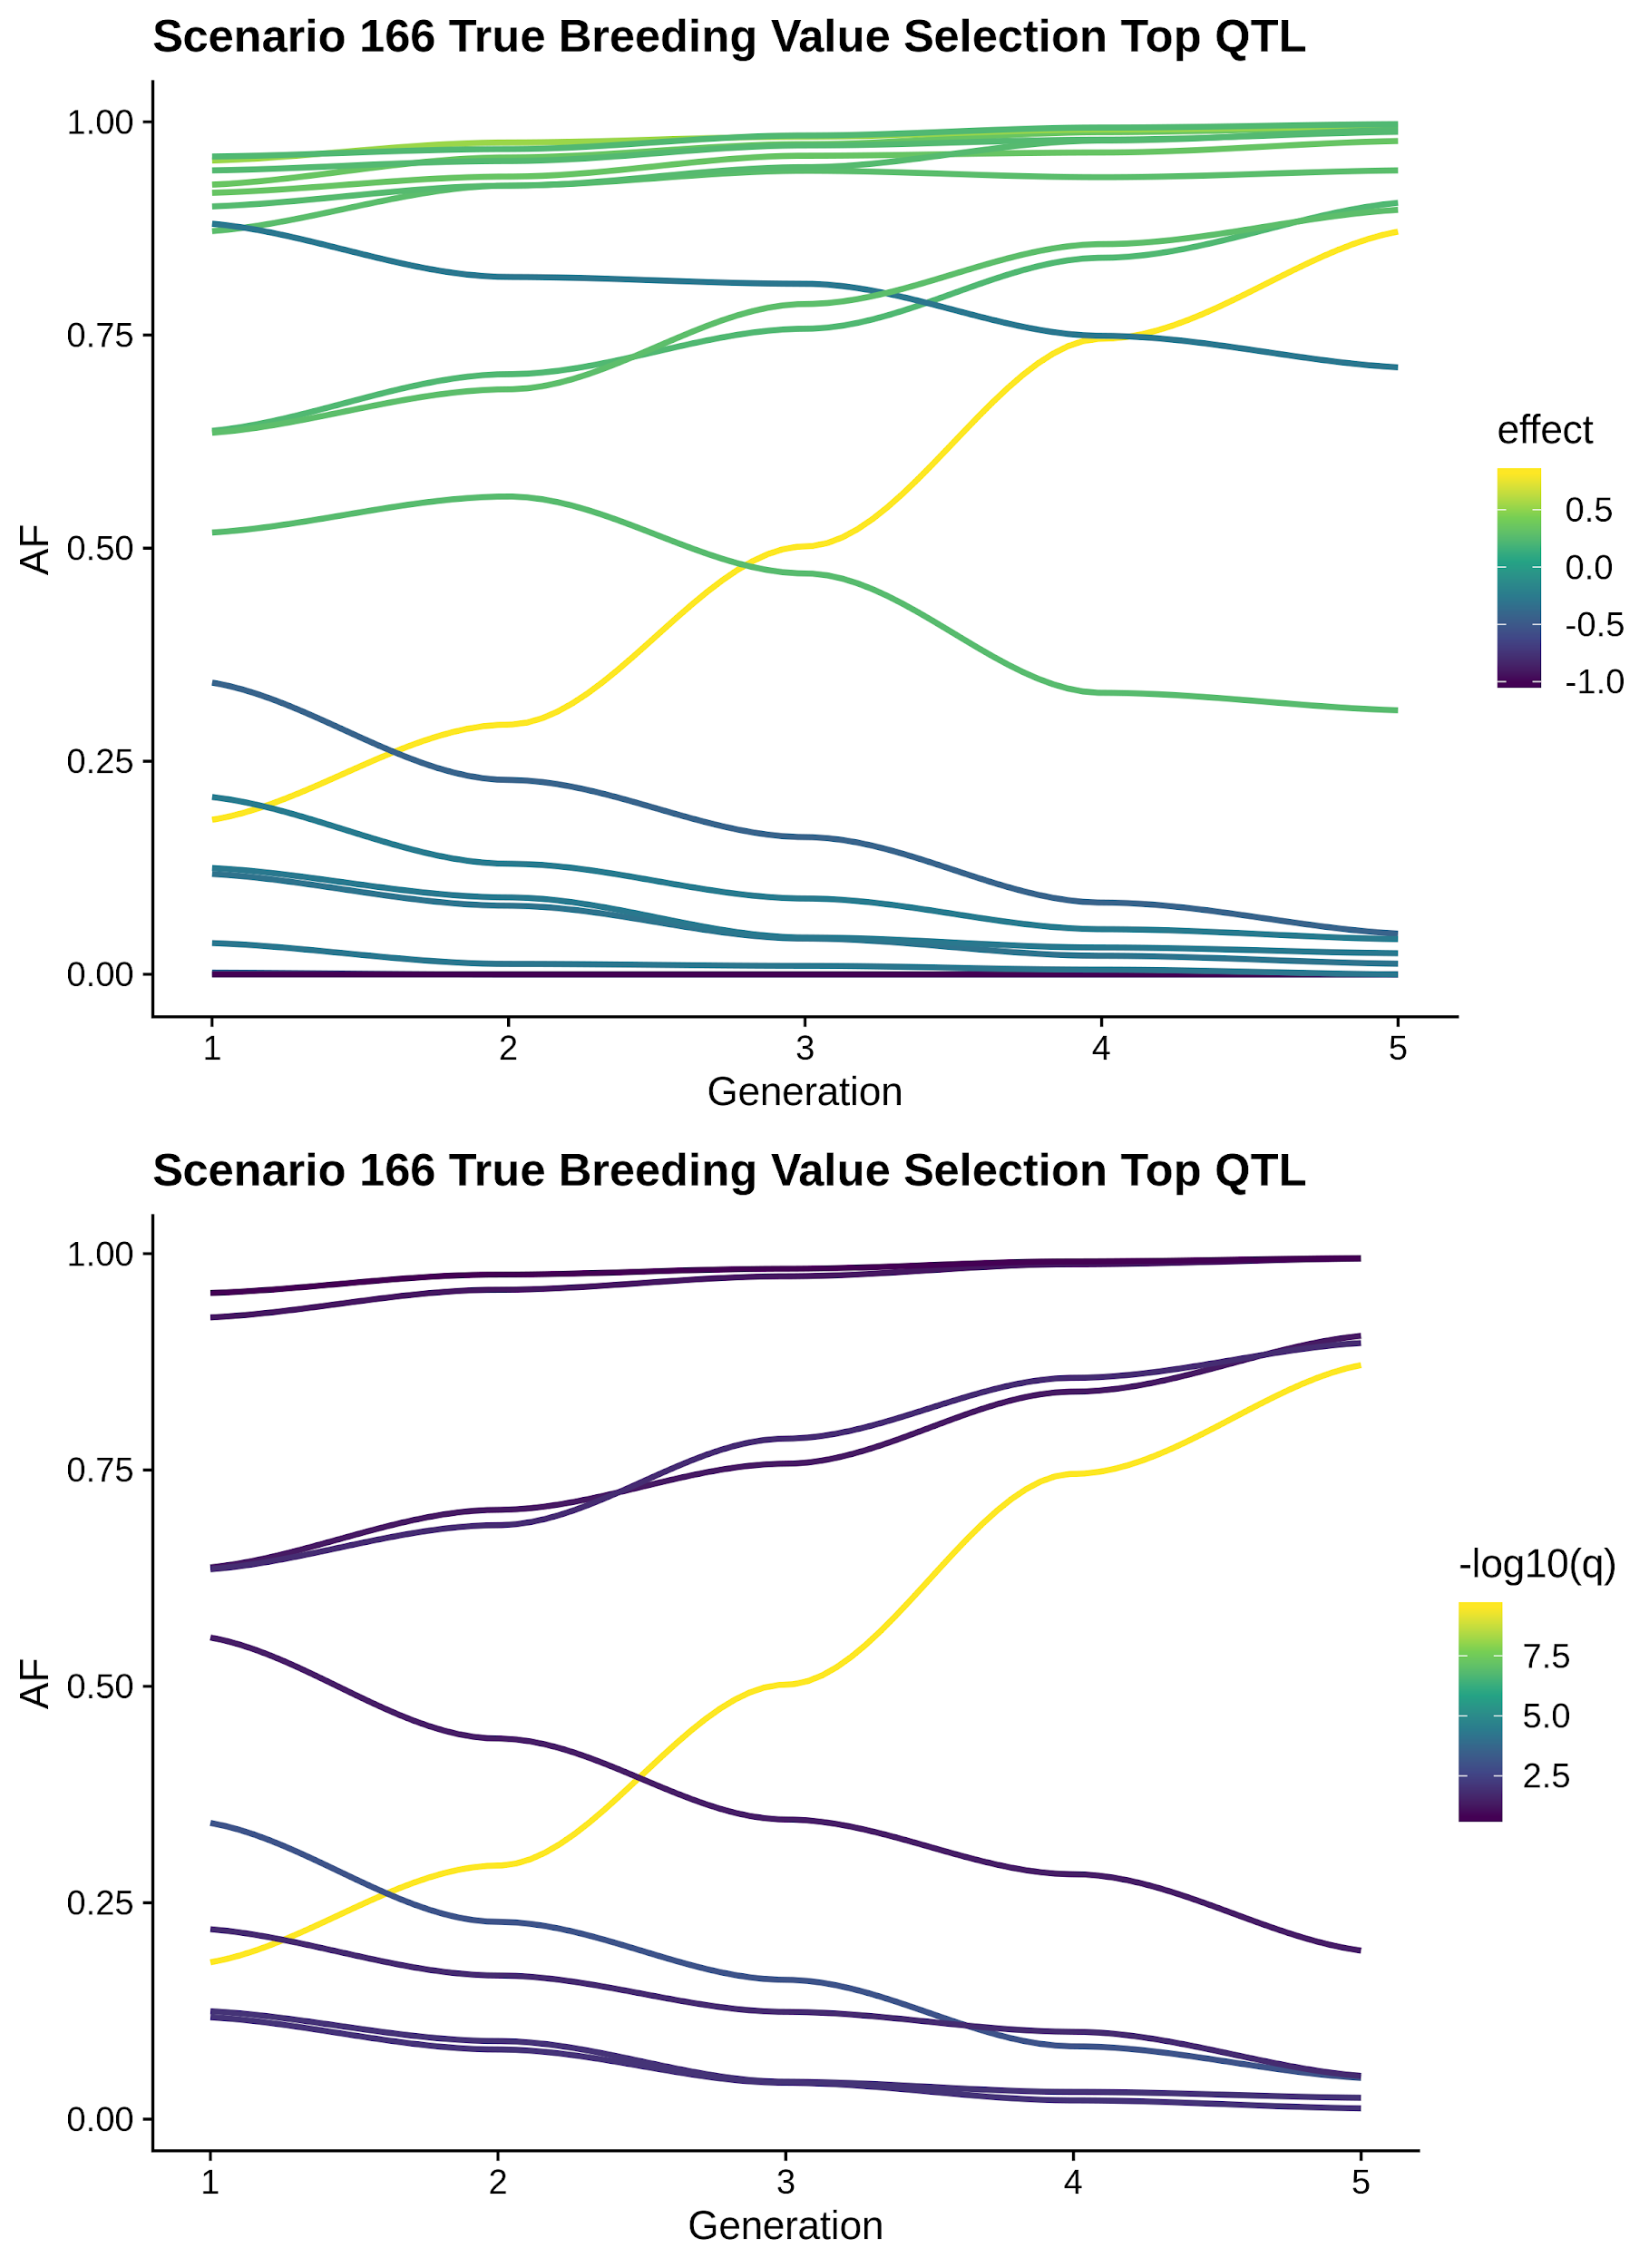 Scenario 166 True Breeding Value Selection Top QTL
1.00
0.75
0.50
0.25
0.00
AF
1 2 3 4 5
Generation
effect
0.5
0.0
-0.5
-1.0
Scenario 166 True Breeding Value Selection Top QTL
1.00
0.75
0.50
0.25
0.00
AF
1 2 3 4 5
Generation
-log10(q)
7.5
5.0
2.5